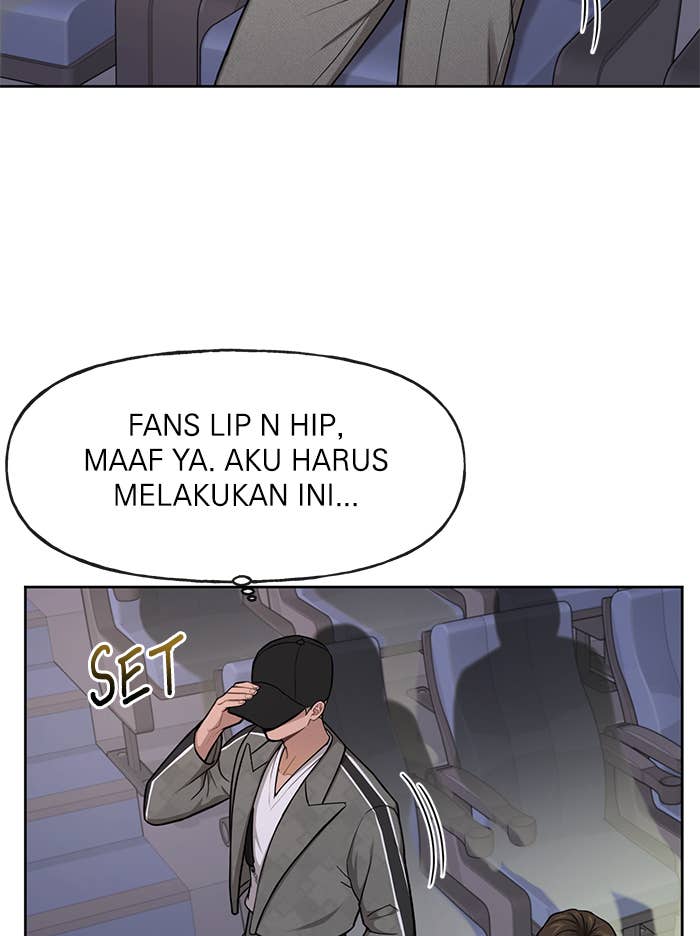 FANS LIP N HIP,
MAAF YA. AKU HARUS
MELAKUKAN INI...
SET